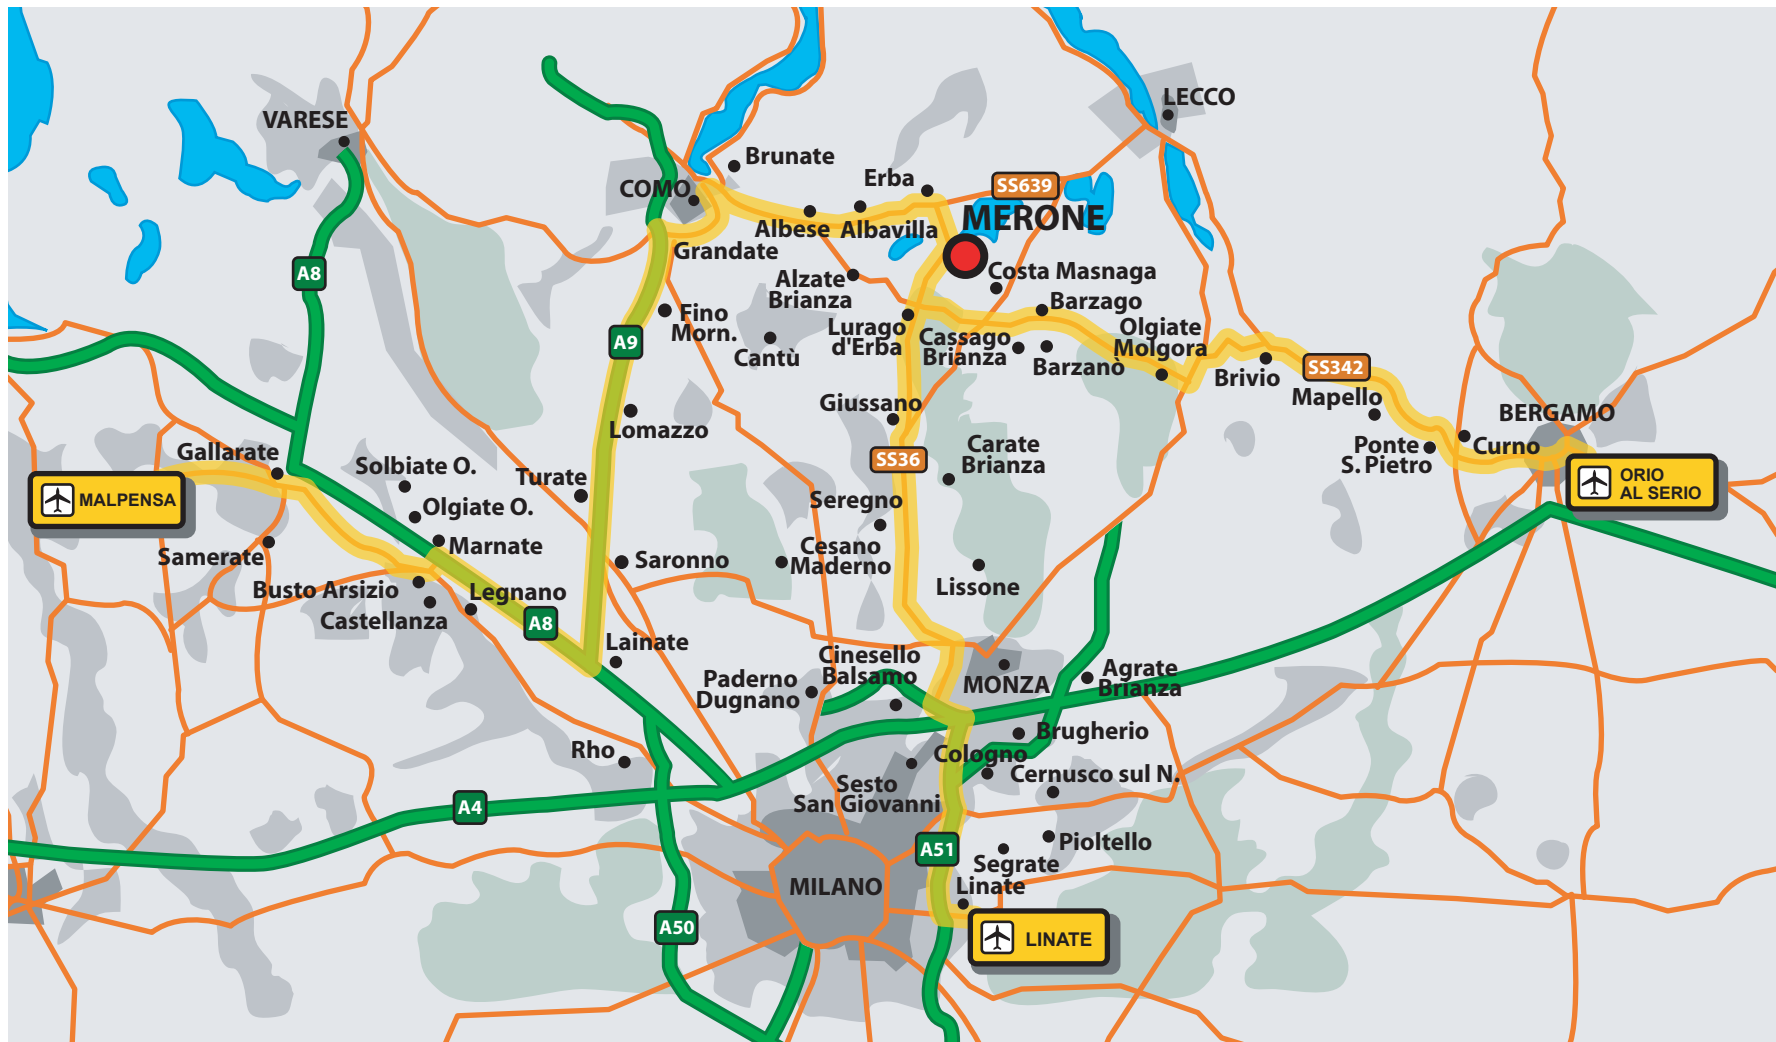 LECCO
VARESE
Brunate
Erba
SS639
COMO
MERONE
Albese
Albavilla
Grandate
A8
Costa Masnaga
Alzate
Brianza
Barzago
Fino
Morn.
Lurago
d'Erba
Cassago
Brianza
Olgiate
Molgora
A9
Cantù
Barzanò
Brivio
SS342
Mapello
Giussano
BERGAMO
Lomazzo
Carate
Brianza
Ponte
S. Pietro
Curno
Gallarate
Solbiate O.
SS36
Turate
MALPENSA
ORIO
AL SERIO
Olgiate O.
Seregno
Marnate
Samerate
Saronno
Cesano
Maderno
Busto Arsizio
Legnano
Lissone
Castellanza
A8
Lainate
Cinesello
Balsamo
Paderno
Dugnano
MONZA
Agrate
Brianza
Rho
Brugherio
Cologno
Cernusco sul N.
Sesto
San Giovanni
A4
A51
Pioltello
Segrate
MILANO
Linate
A50
LINATE